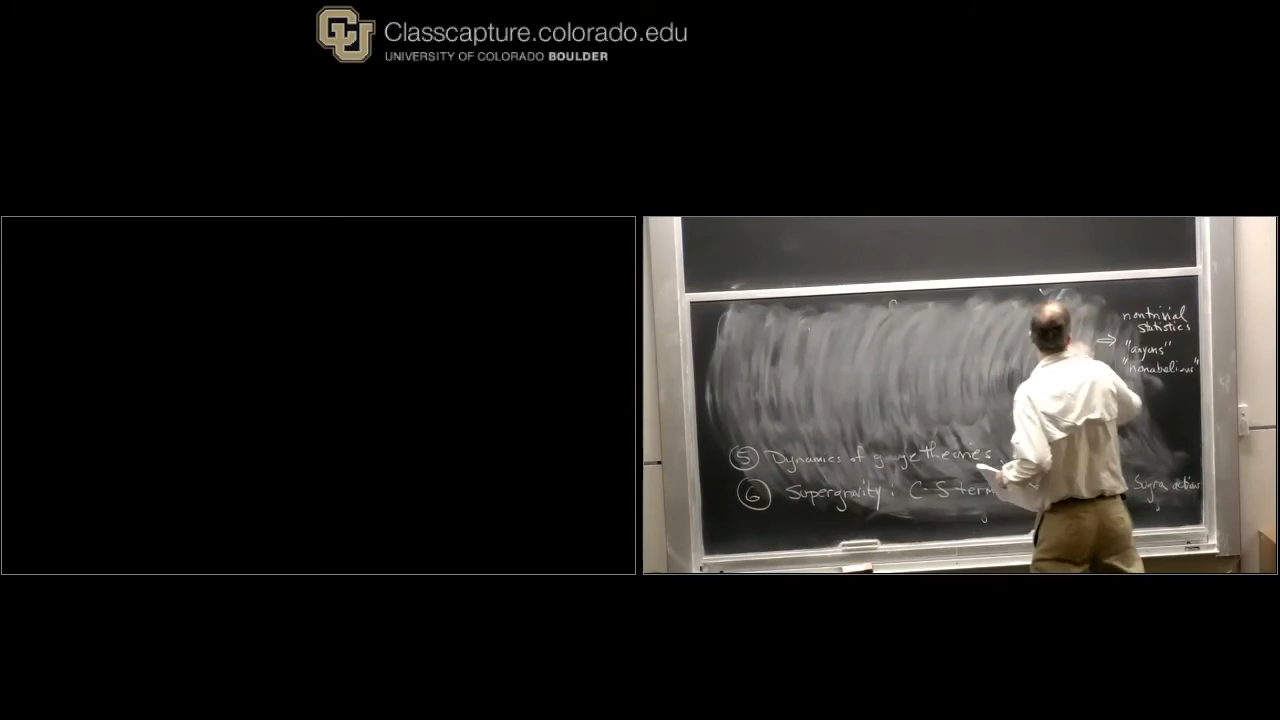 Classcapture.colorado.edu
UNIVERSITY OF COLORADO BOULDER
nontrivial
statistics
⇒ "anyons"
"nonabelions"
⑤ Dynamics of gauge theories
⑥ Supergravity: C-S term Sugra actions